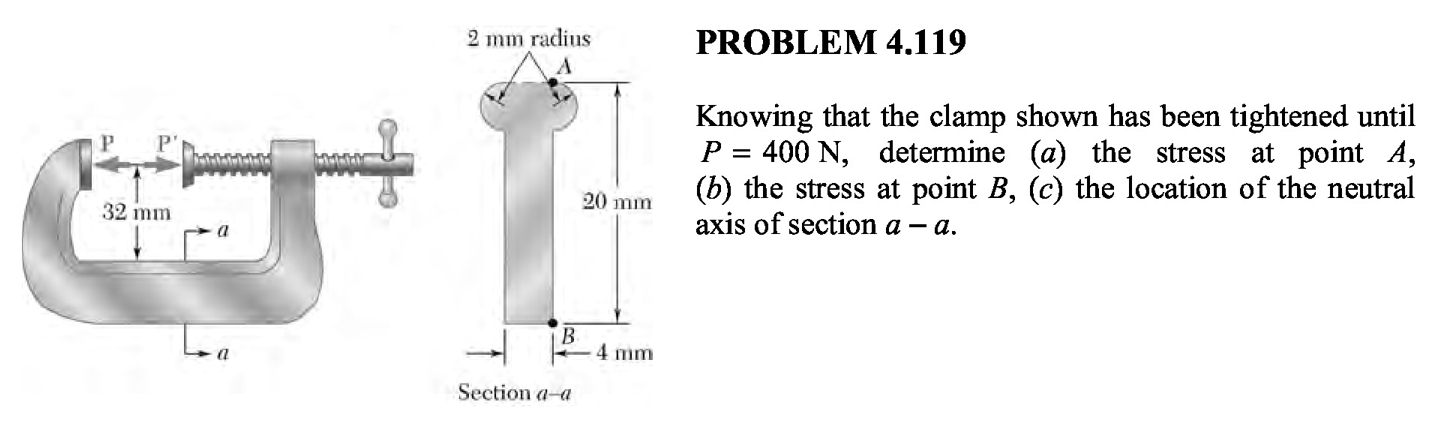 2 mm radius
A
P P'
32 mm
a
a
20 mm
B
4 mm
Section a–a
PROBLEM 4.119
Knowing that the clamp shown has been tightened until
P = 400 N, determine (a) the stress at point A,
(b) the stress at point B, (c) the location of the neutral
axis of section a – a.